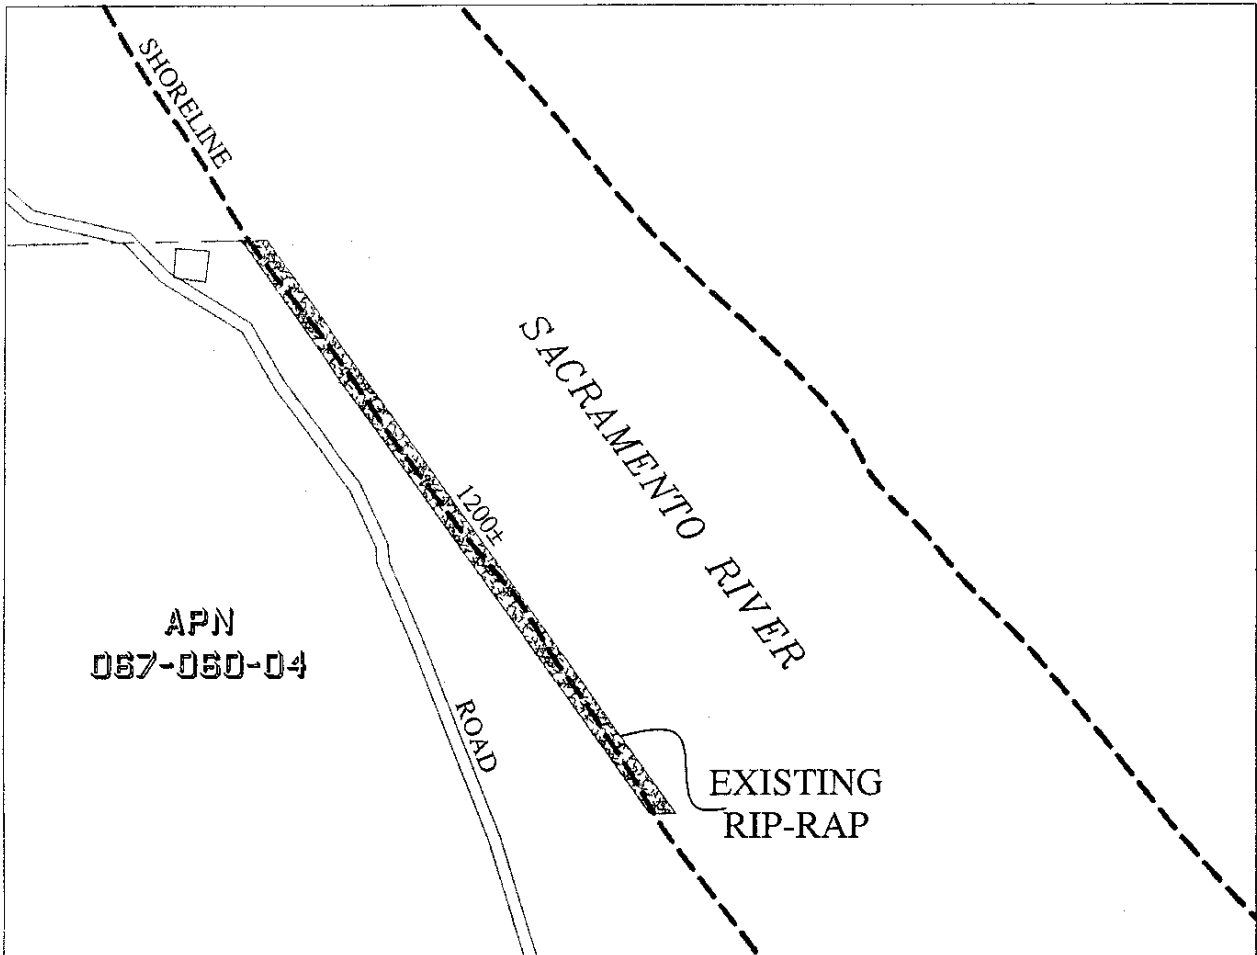 SHORELINE
SACRAMENTO RIVER
1200±
APN
067-060-04
ROAD
EXISTING
RIP-RAP